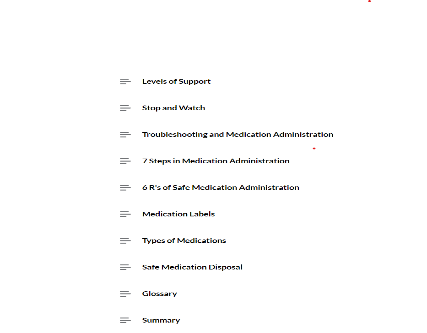 Levels of Support
Stop and Watch
Troubleshooting and Medication Administration
7 Steps in Medication Administration
6 R's of Safe Medication Administration
Medication Labels
Types of Medications
Safe Medication Disposal
Glossary
Summary